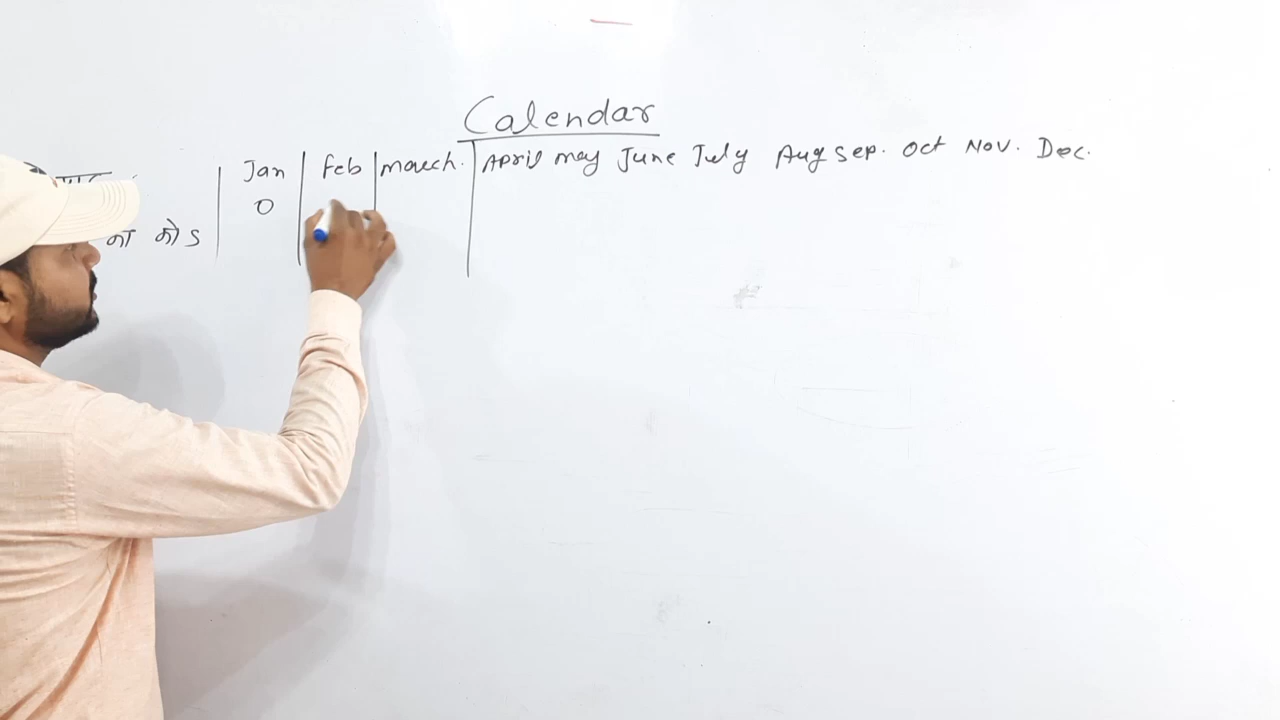 Calendar
Jan Feb march. April may June July Aug sep. Oct Nov. Dec.
0
का कोड